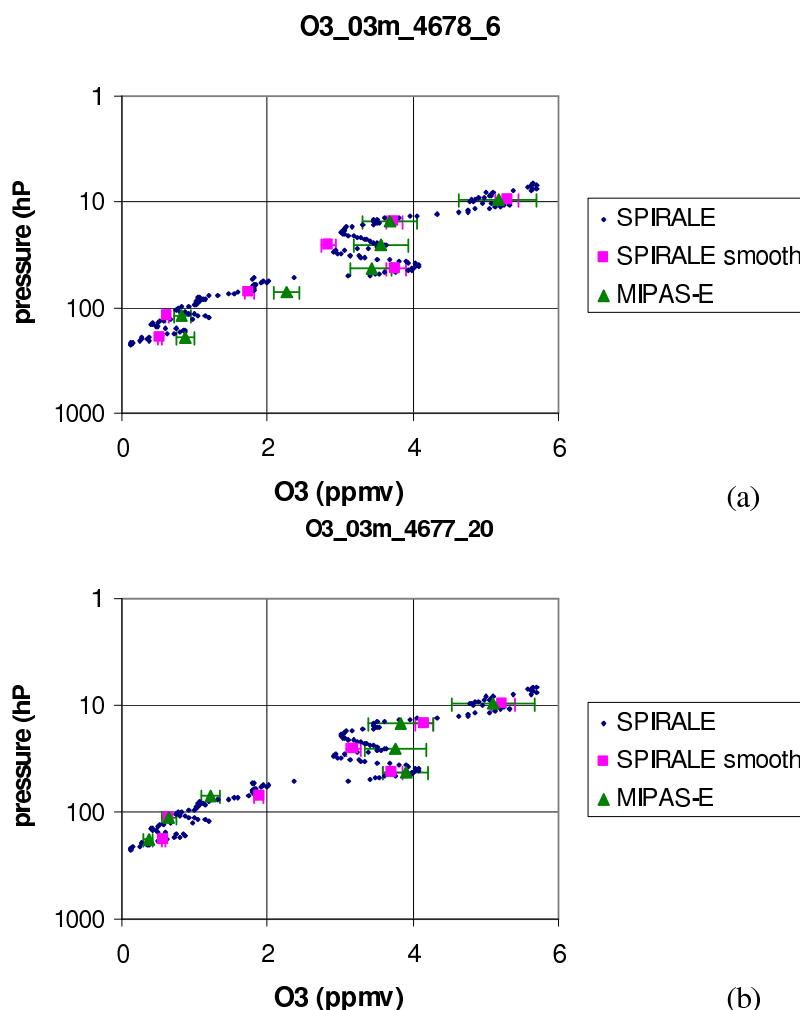 O3_03m_4678_6
1
10
100
1000
pressure (hP
0 2 4 6
O3 (ppmv)
SPIRALE
SPIRALE smooth
MIPAS-E
(a)
O3_03m_4677_20
1
10
100
1000
pressure (hP
0 2 4 6
O3 (ppmv)
SPIRALE
SPIRALE smooth
MIPAS-E
(b)